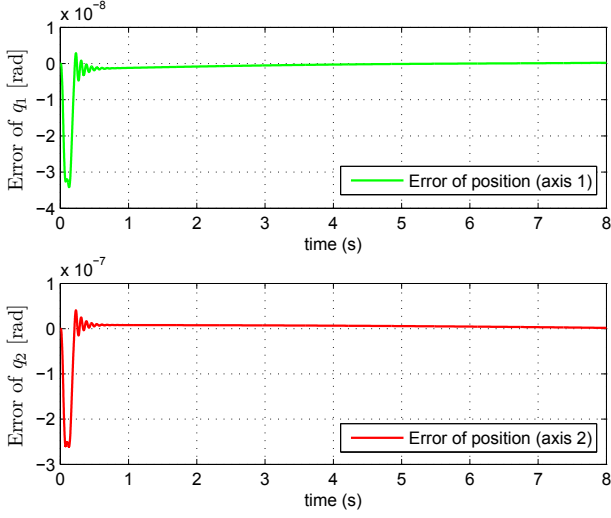 x 10⁻⁸
1
0
−1
−2
−3
−4
Error of q₁ [rad]
Error of position (axis 1)
0 1 2 3 4 5 6 7 8
time (s)
x 10⁻⁷
1
0
−1
−2
−3
Error of q₂ [rad]
Error of position (axis 2)
0 1 2 3 4 5 6 7 8
time (s)